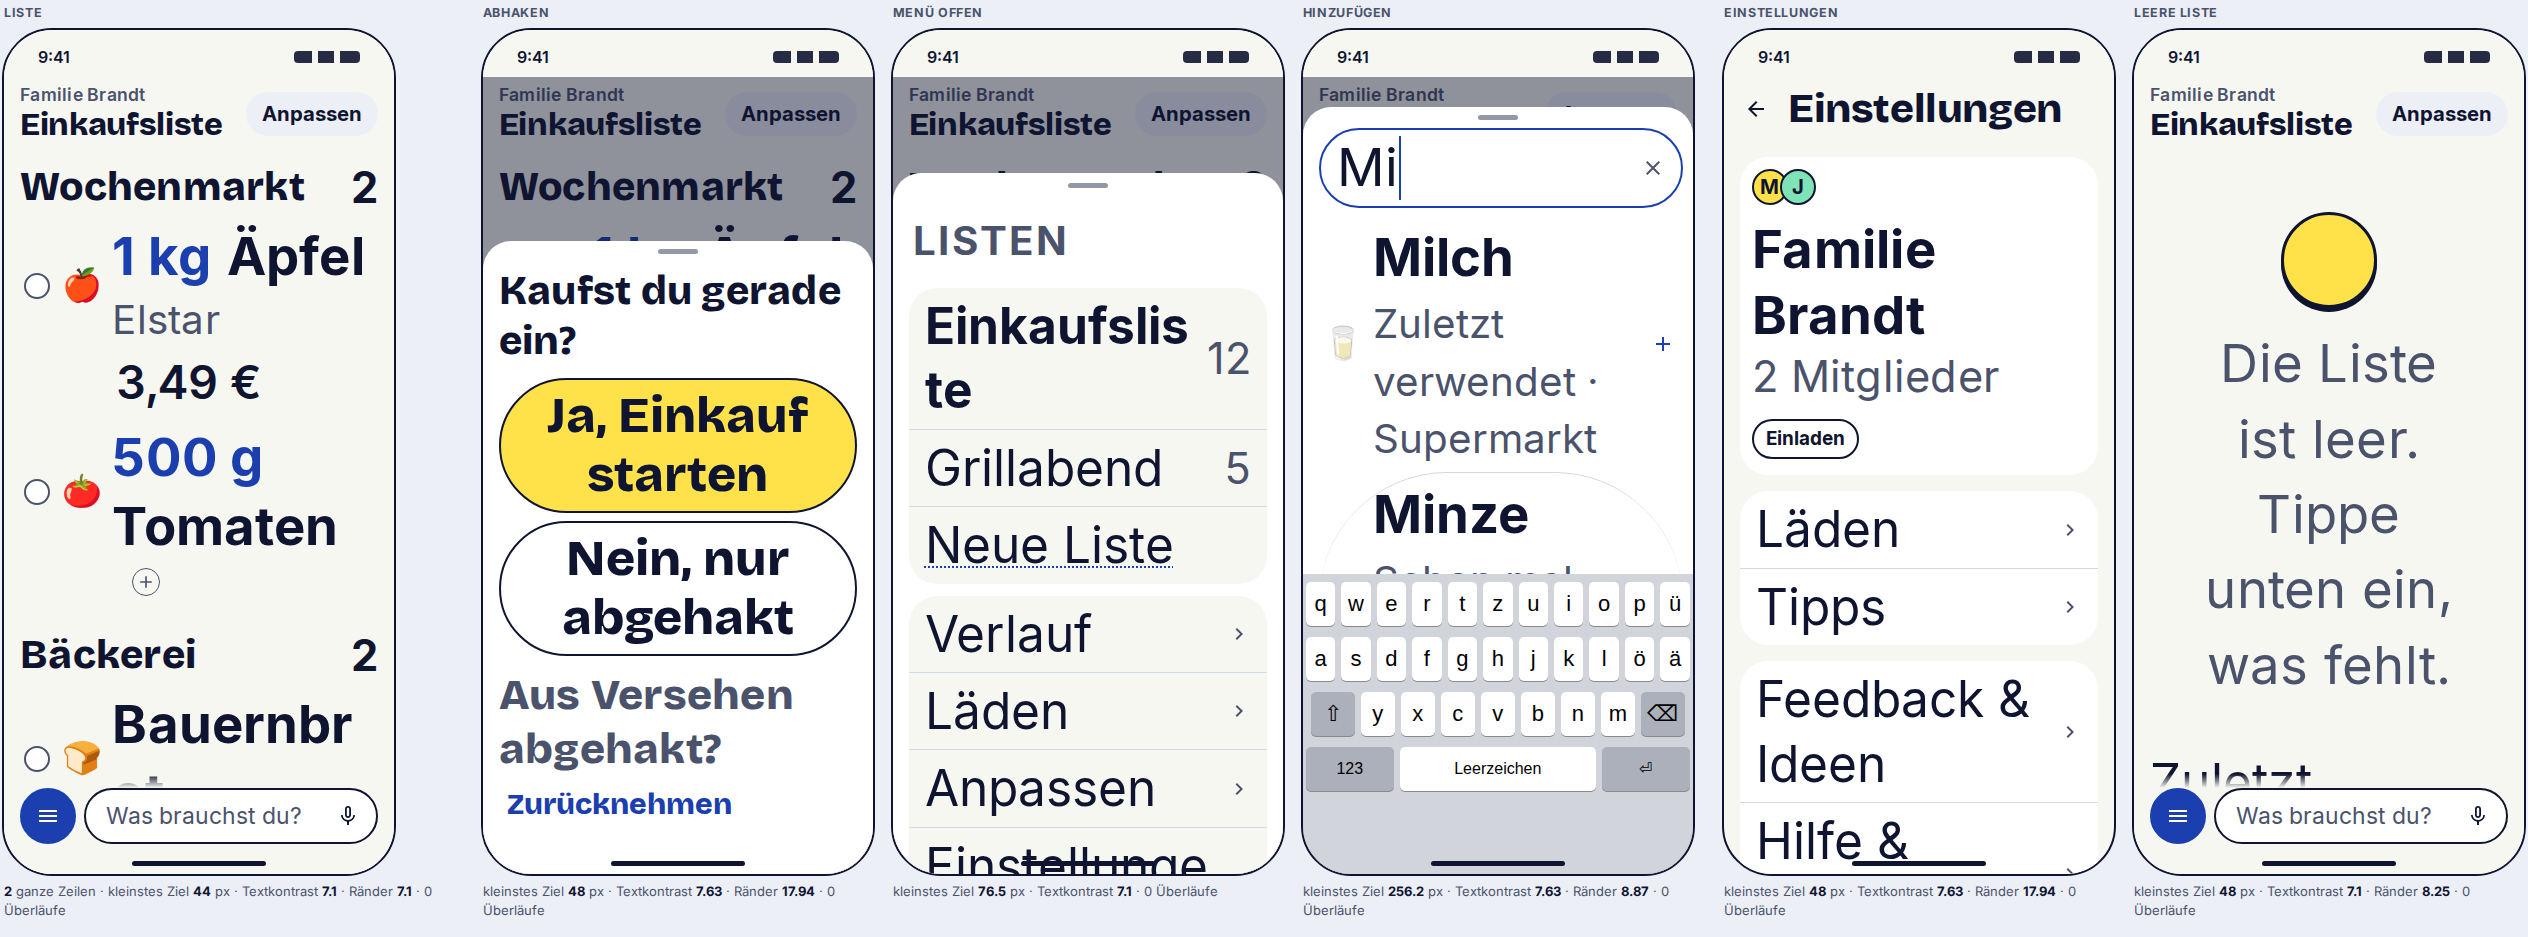 LISTE
9:41
Familie Brandt
Einkaufsliste
Anpassen
Wochenmarkt 2
1 kg Äpfel
Elstar
3,49 €
500 g
Tomaten
Bäckerei 2
Bauernbr
Was brauchst du?
2 ganze Zeilen · kleinstes Ziel 44 px · Textkontrast 7.1 · Ränder 7.1 · 0
Überläufe
ABHAKEN
9:41
Familie Brandt
Einkaufsliste
Anpassen
Wochenmarkt 2
Kaufst du gerade
ein?
Ja, Einkauf
starten
Nein, nur
abgehakt
Aus Versehen
abgehakt?
Zurücknehmen
kleinstes Ziel 48 px · Textkontrast 7.63 · Ränder 17.94 · 0
Überläufe
MENÜ OFFEN
9:41
Familie Brandt
Einkaufsliste
Anpassen
LISTEN
Einkaufslis
te
12
Grillabend 5
Neue Liste
Verlauf
Läden
Anpassen
Einstellunge
kleinstes Ziel 76.5 px · Textkontrast 7.1 · 0 Überläufe
HINZUFÜGEN
9:41
Familie Brandt
Mi
Milch
Zuletzt
verwendet ·
Supermarkt
Minze
q w e r t z u i o p ü
a s d f g h j k l ö ä
⇧ y x c v b n m ⌫
123 Leerzeichen ⏎
kleinstes Ziel 256.2 px · Textkontrast 7.63 · Ränder 8.87 · 0
Überläufe
EINSTELLUNGEN
9:41
Einstellungen
M J
Familie
Brandt
2 Mitglieder
Einladen
Läden
Tipps
Feedback &
Ideen
Hilfe &
kleinstes Ziel 48 px · Textkontrast 7.63 · Ränder 17.94 · 0
Überläufe
LEERE LISTE
9:41
Familie Brandt
Einkaufsliste
Anpassen
Die Liste
ist leer.
Tippe
unten ein,
was fehlt.
Zuletzt
Was brauchst du?
kleinstes Ziel 48 px · Textkontrast 7.1 · Ränder 8.25 · 0
Überläufe